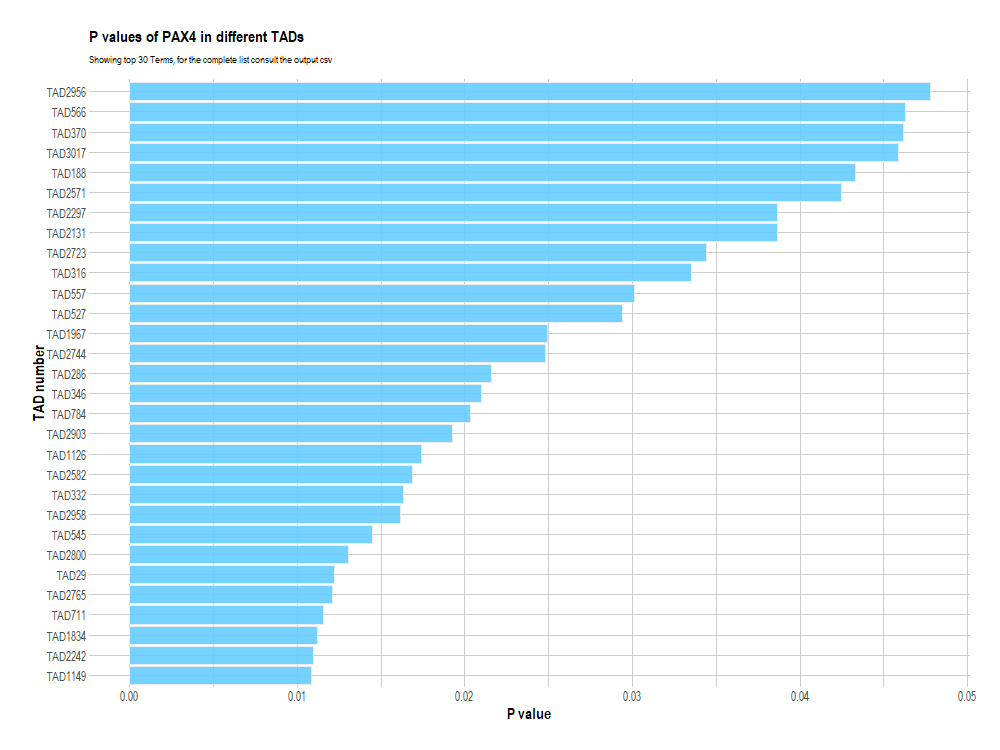 P values of PAX4 in different TADs
Showing top 30 Terms, for the complete list consult the output csv
TAD2956
TAD566
TAD370
TAD3017
TAD188
TAD2571
TAD2297
TAD2131
TAD2723
TAD316
TAD557
TAD527
TAD1967
TAD2744
TAD286
TAD346
TAD784
TAD2903
TAD1126
TAD2582
TAD332
TAD2958
TAD545
TAD2800
TAD29
TAD2765
TAD711
TAD1834
TAD2242
TAD1149
TAD number
0.00 0.01 0.02 0.03 0.04 0.05
P value